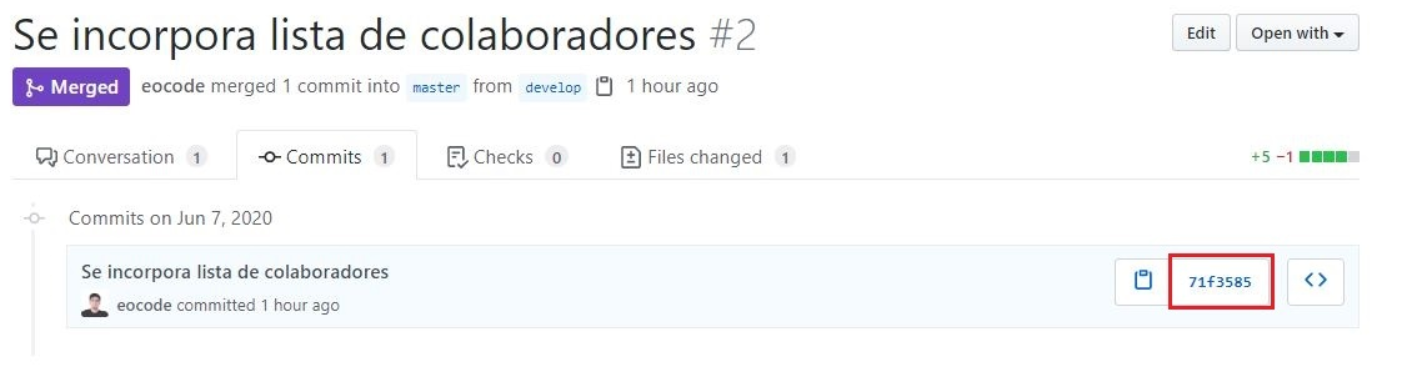 Se incorpora lista de colaboradores #2
Edit
Open with
Merged eocode merged 1 commit into master from develop 1 hour ago
Conversation 1 Commits 1 Checks 0 Files changed 1 +5 −1
Commits on Jun 7, 2020
Se incorpora lista de colaboradores
eocode committed 1 hour ago
71f3585